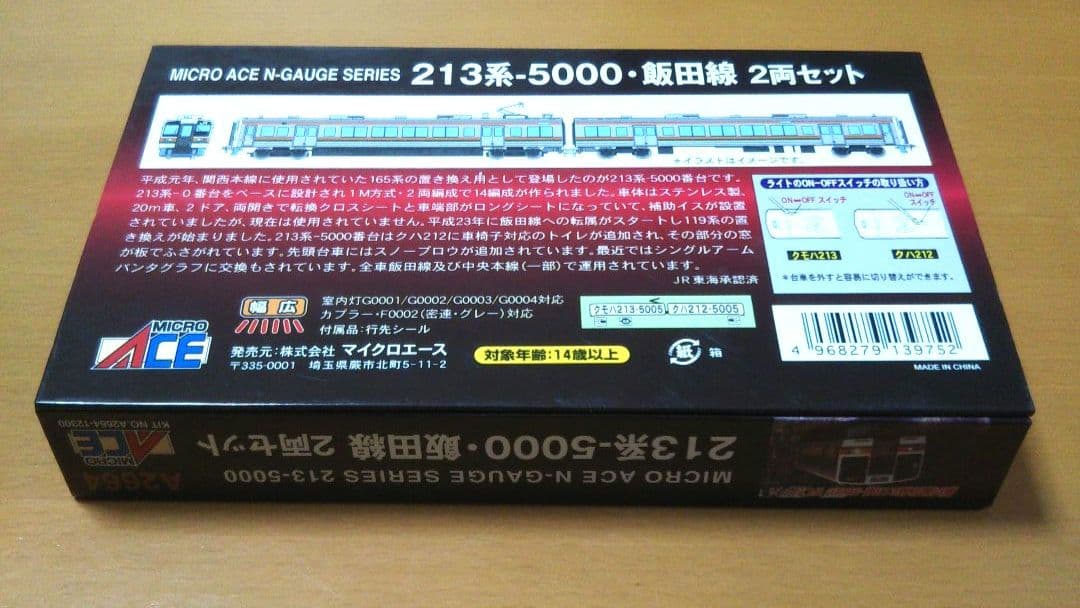 MICRO ACE N-GAUGE SERIES 213系-5000・飯田線 2両セット
*イラストはイメージです。
平成元年、関西本線に使用されていた165系の置き換え用として登場したのが213系-5000番台です。
213系-0番台をベースに設計され1M方式・2両編成で14編成が作られました。車体はステンレス製、
20m車、2ドア、両開きで転換クロスシートと車端部がロングシートになっていて、補助イスが設置
されていましたが、現在は使用されていません。平成23年に飯田線への転属がスタートし119系の置
き換えが始まりました。213系-5000番台はクハ212に車椅子対応のトイレが追加され、その部分の窓
が板でふさがれています。先頭台車にはスノープロウが追加されています。最近ではシングルアーム
パンタグラフに交換もされています。全車飯田線及び中央本線(一部)で運用されています。
JR東海承認済
ライトのON-OFFスイッチの取り扱い方
ON⇔OFF スイッチ
ON⇔OFF
スイッチ
クモハ213
クハ212
*台車を外すと容易に切り替えができます。
幅広
室内灯G0001/G0002/G0003/G0004対応
カプラー・F0002(密連・グレー)対応
付属品:行先シール
クモハ213-5005
クハ212-5005
MICRO ACE
発売元:株式会社 マイクロエース
〒335-0001 埼玉県蕨市北町5-11-2
対象年齢:14歳以上
紙
箱
4 968279 139752
MADE IN CHINA
MICRO ACE N-GAUGE SERIES 213-5000
213系-5000・飯田線 2両セット
A2664
MICRO ACE
KIT NO.A2664-12300